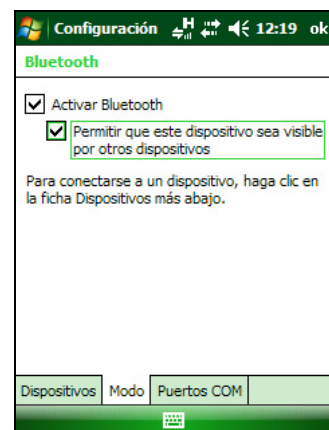 Configuración H 12:19 ok
Bluetooth
Activar Bluetooth
Permitir que este dispositivo sea visible
por otros dispositivos
Para conectarse a un dispositivo, haga clic en
la ficha Dispositivos más abajo.
Dispositivos Modo Puertos COM